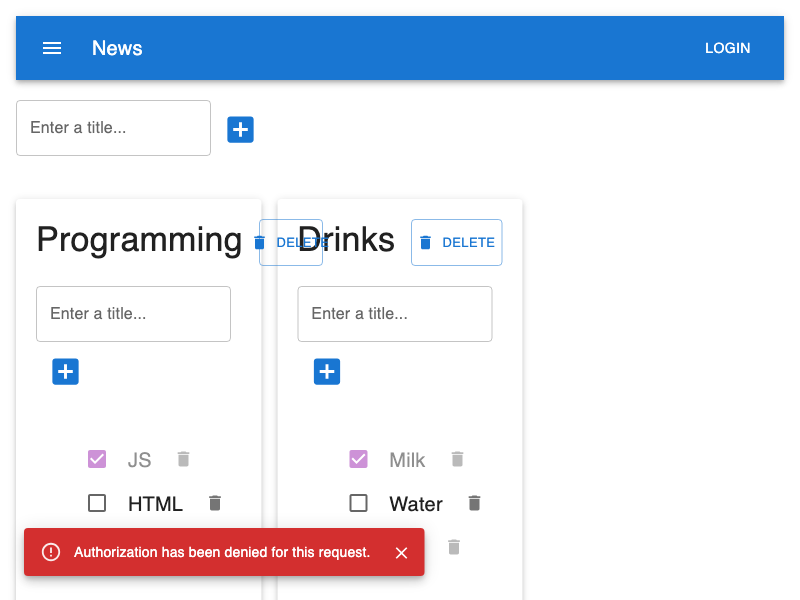 News
LOGIN
Enter a title...
Programming
DELETE
Drinks
DELETE
Enter a title...
Enter a title...
JS
Milk
HTML
Water
Authorization has been denied for this request.